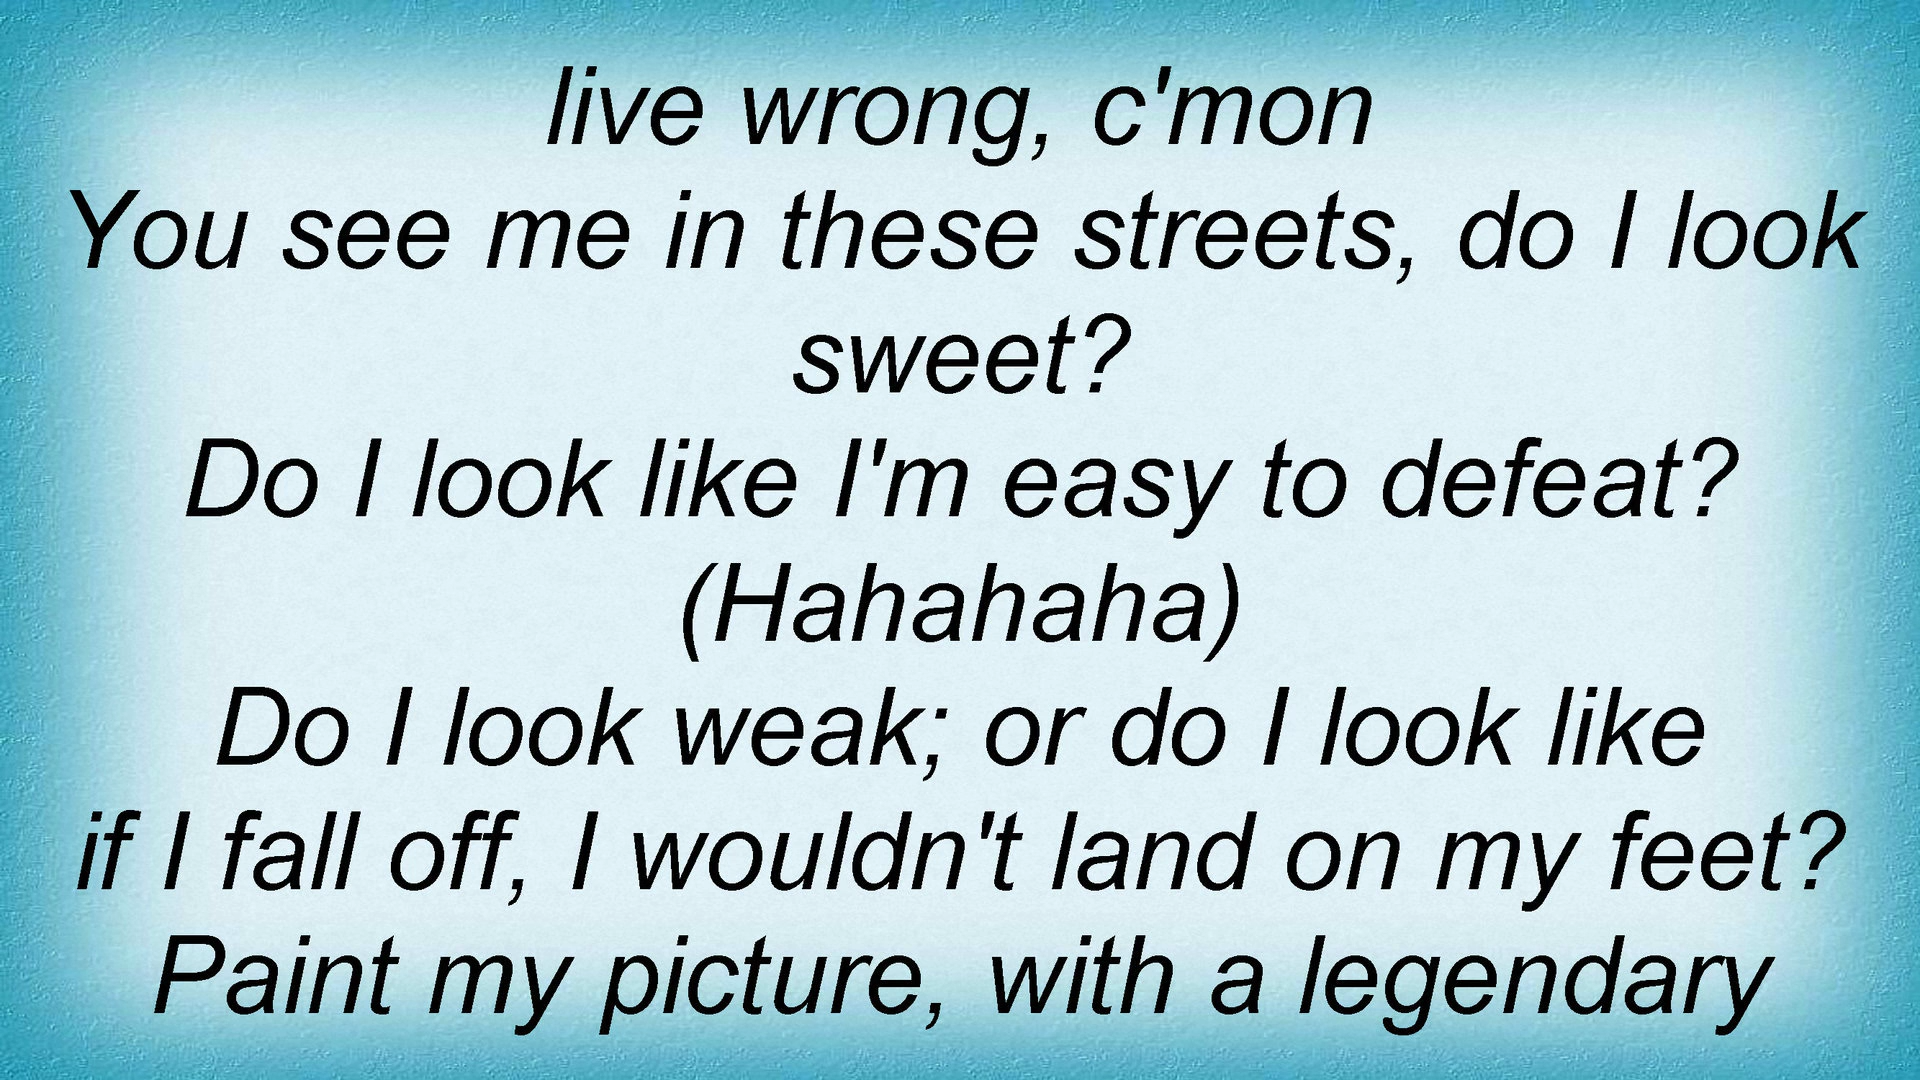 live wrong, c'mon
You see me in these streets, do I look
sweet?
Do I look like I'm easy to defeat?
(Hahahaha)
Do I look weak; or do I look like
if I fall off, I wouldn't land on my feet?
Paint my picture, with a legendary